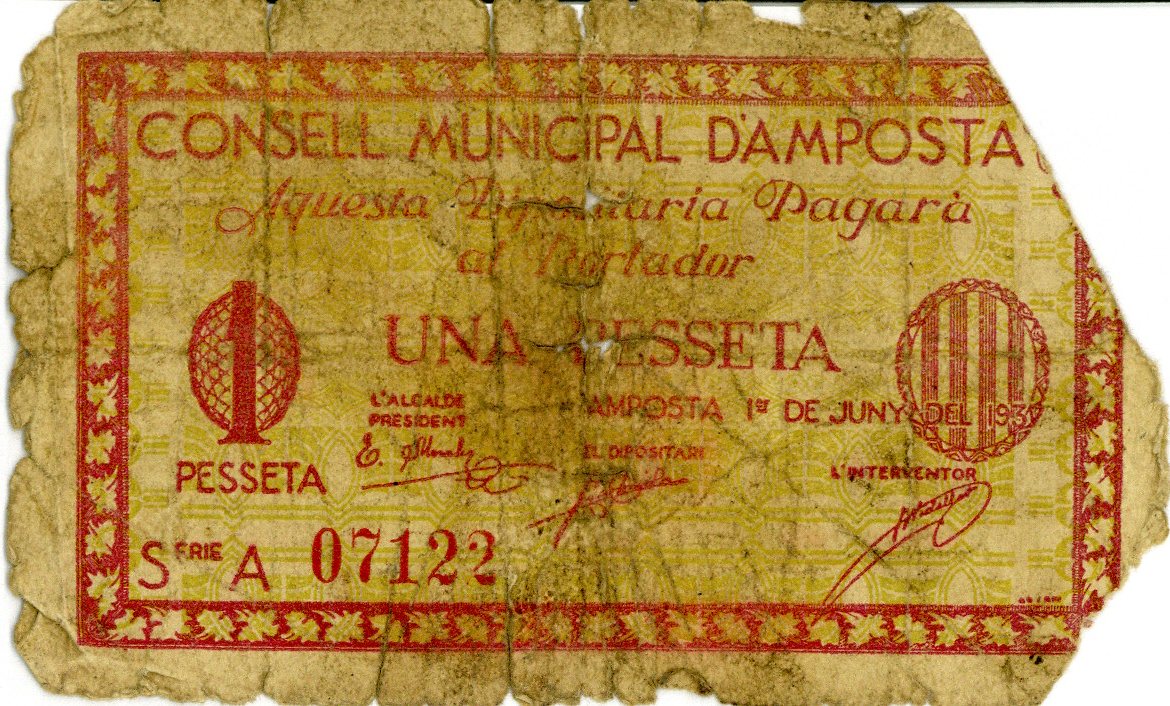 CONSELL MUNICIPAL D'AMPOSTA
Aquesta Dipositaria Pagarà
al Portador
1
UNA PESSETA
L'ALCALDE
PRESIDENT
AMPOSTA 1er DE JUNY DEL 193
PESSETA
EL DIPOSITARI
L'INTERVENTOR
SERIE A 07122